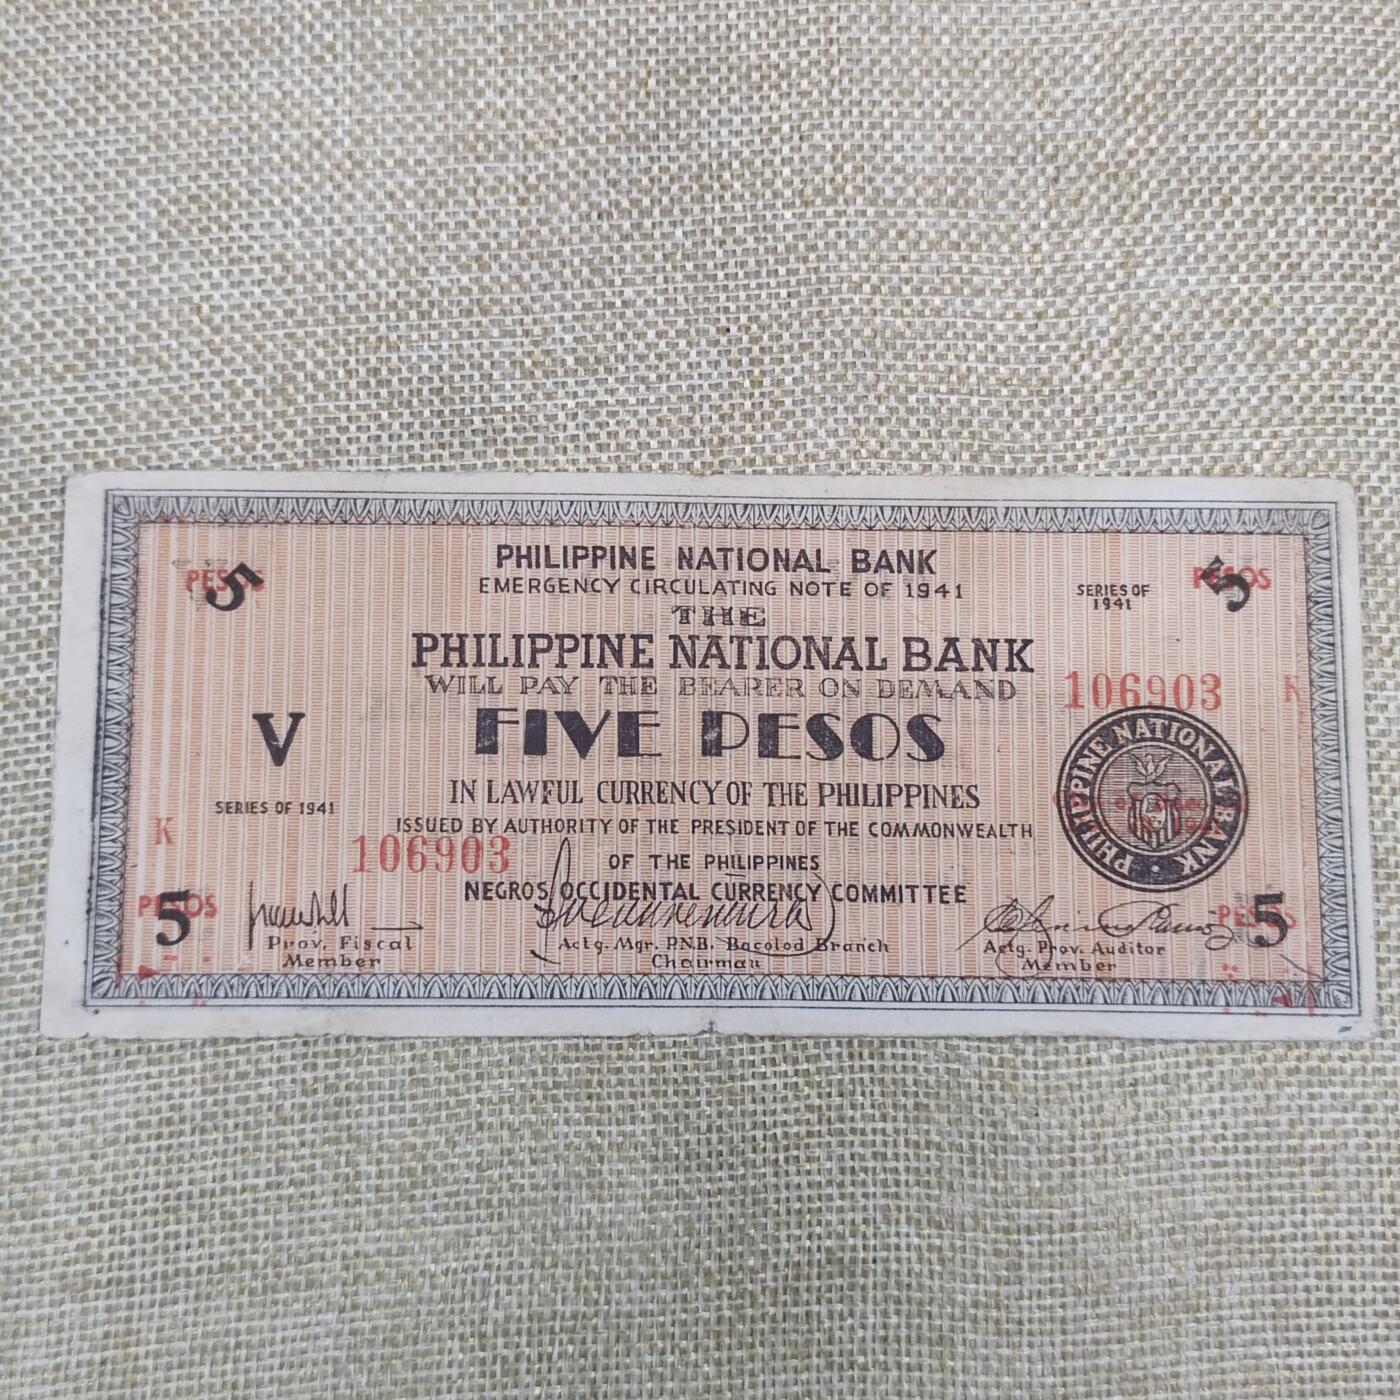 PESOS
5
PHILIPPINE NATIONAL BANK
EMERGENCY CIRCULATING NOTE OF 1941
SERIES OF
1941
PESOS
5
THE
PHILIPPINE NATIONAL BANK
WILL PAY THE BEARER ON DEMAND
106903
K
V
FIVE PESOS
PHILIPPINE NATIONAL BANK
IN LAWFUL CURRENCY OF THE PHILIPPINES
SERIES OF 1941
ISSUED BY AUTHORITY OF THE PRESIDENT OF THE COMMONWEALTH
K
106903
OF THE PHILIPPINES
NEGROS OCCIDENTAL CURRENCY COMMITTEE
PESOS
5
Prov. Fiscal
Member
Actg. Mgr. P.N.B. Bacolod Branch
Chairman
Actg. Prov. Auditor
Member
PESOS
5